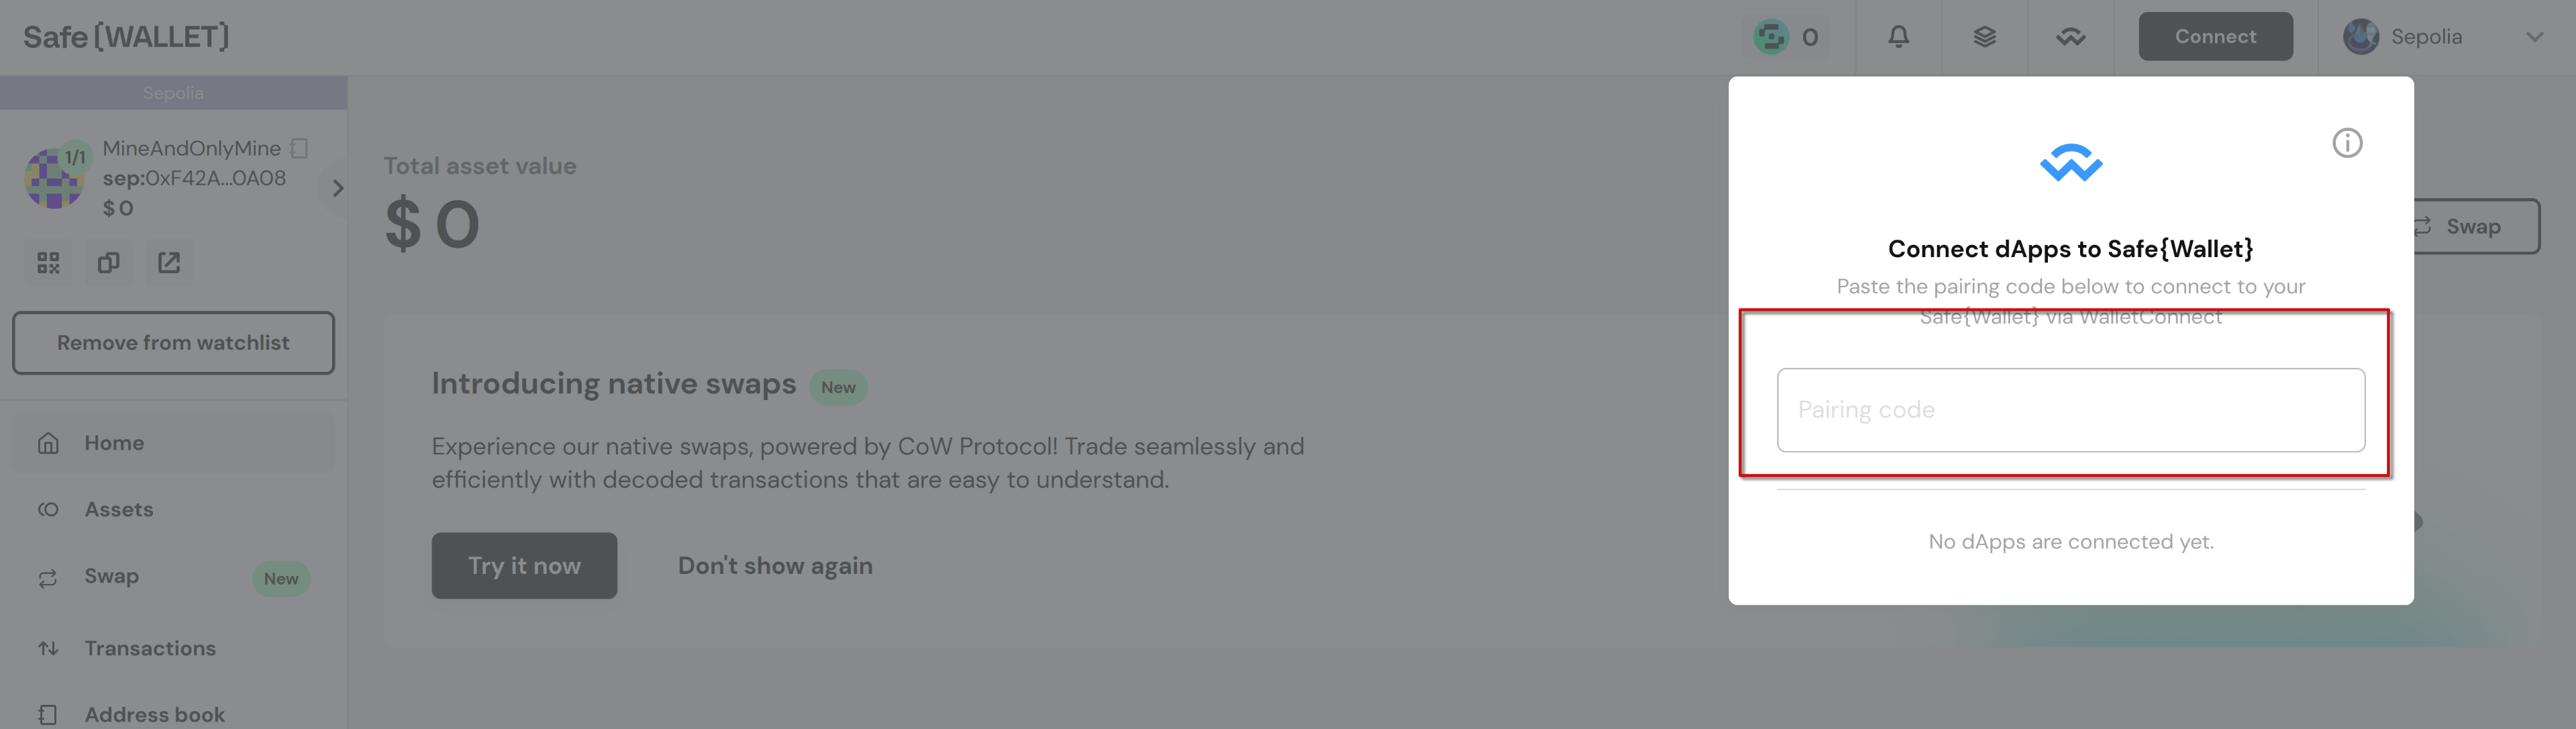 Safe{WALLET}
0
Connect
Sepolia
Sepolia
1/1
MineAndOnlyMine
sep:0xF42A...0A08
$ 0
Remove from watchlist
Home
Assets
Swap New
Transactions
Address book
Total asset value
$ 0
Swap
Introducing native swaps New
Experience our native swaps, powered by CoW Protocol! Trade seamlessly and
efficiently with decoded transactions that are easy to understand.
Try it now
Don't show again
Connect dApps to Safe{Wallet}
Paste the pairing code below to connect to your
Safe{Wallet} via WalletConnect
Pairing code
No dApps are connected yet.